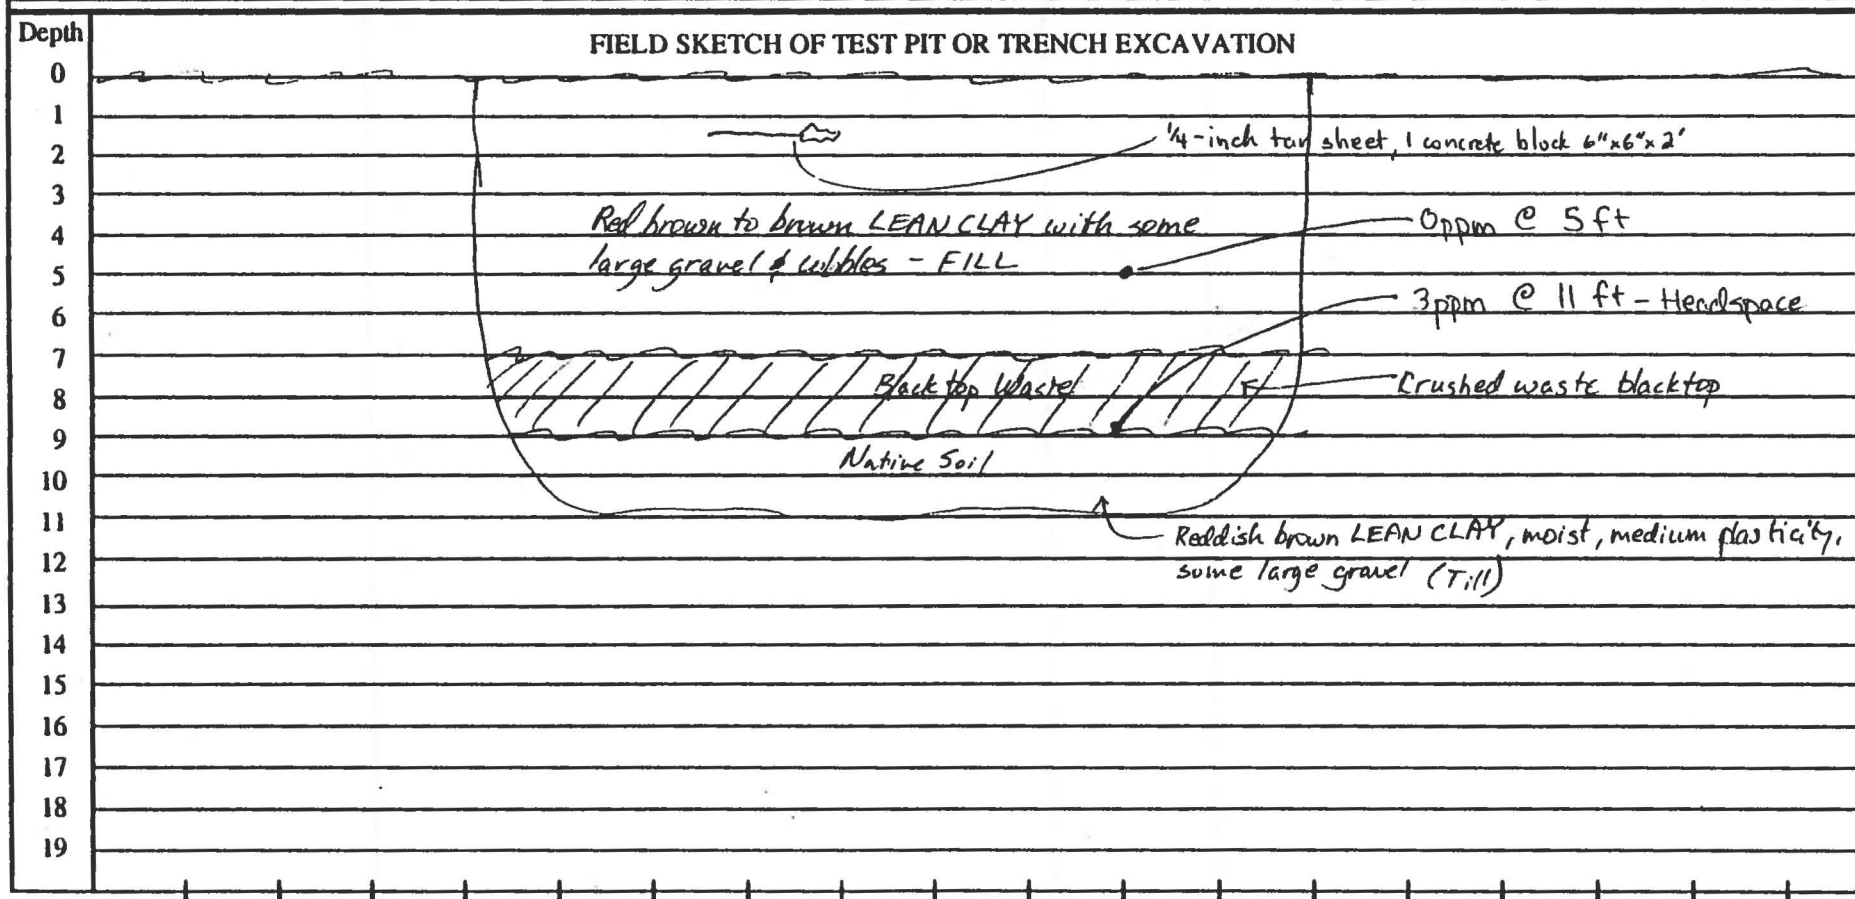 Depth
FIELD SKETCH OF TEST PIT OR TRENCH EXCAVATION
0
1
1/4-inch tar sheet, 1 concrete block 6"x6"x2'
2
3
Red brown to brown LEAN CLAY with some
0ppm @ 5ft
4
large gravel & cobbles - FILL
5
3ppm @ 11 ft - Headspace
6
7
Blacktop Waste
Crushed waste blacktop
8
9
Native Soil
10
11
Reddish brown LEAN CLAY, moist, medium plasticity,
12
some large gravel (Till)
13
14
15
16
17
18
19